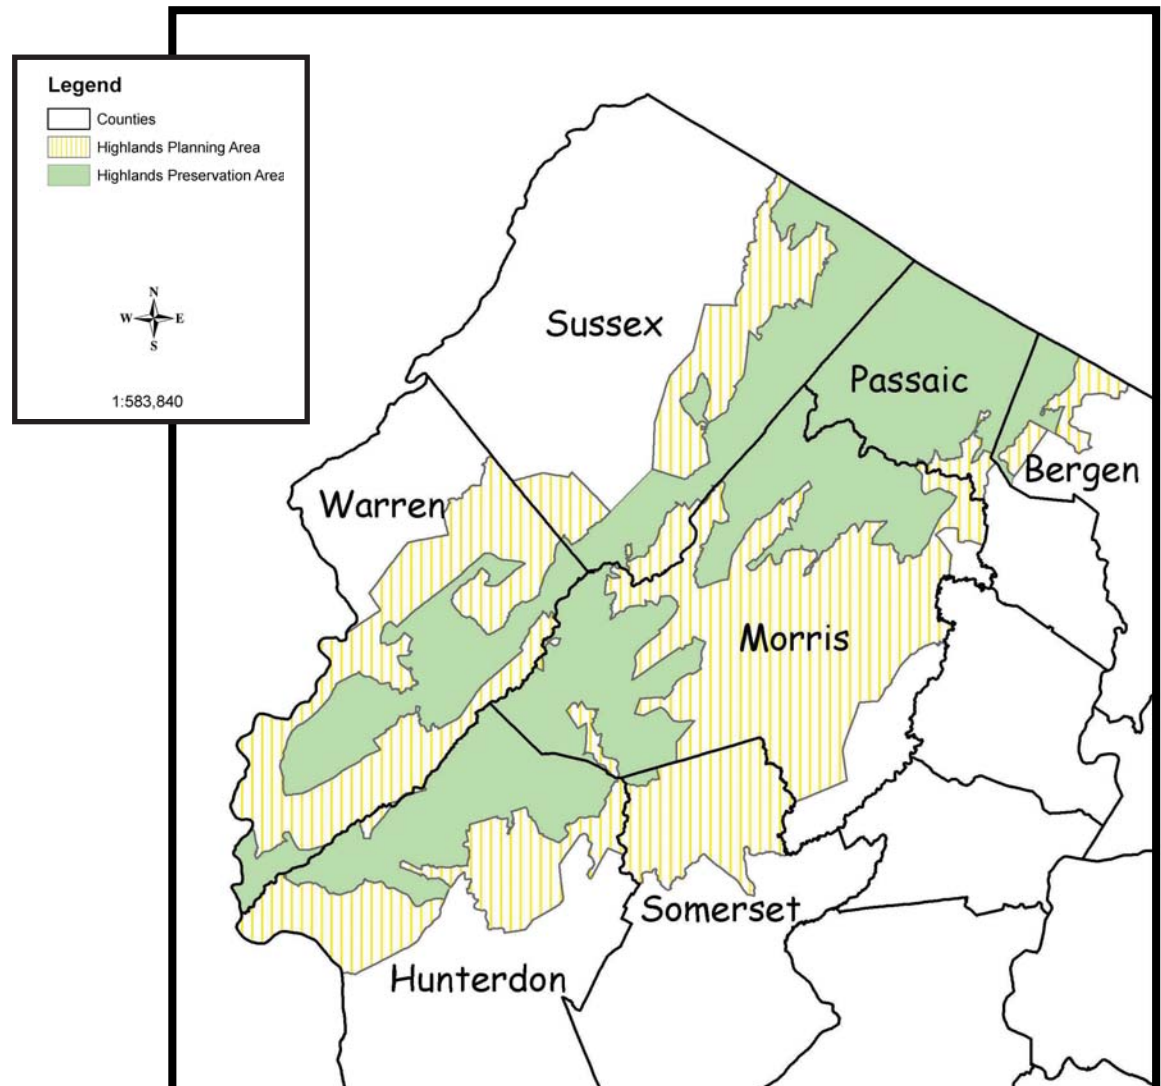 Legend
Counties
Highlands Planning Area
Highlands Preservation Area
N
W E
S
1:583,840
Sussex
Passaic
Bergen
Warren
Morris
Somerset
Hunterdon